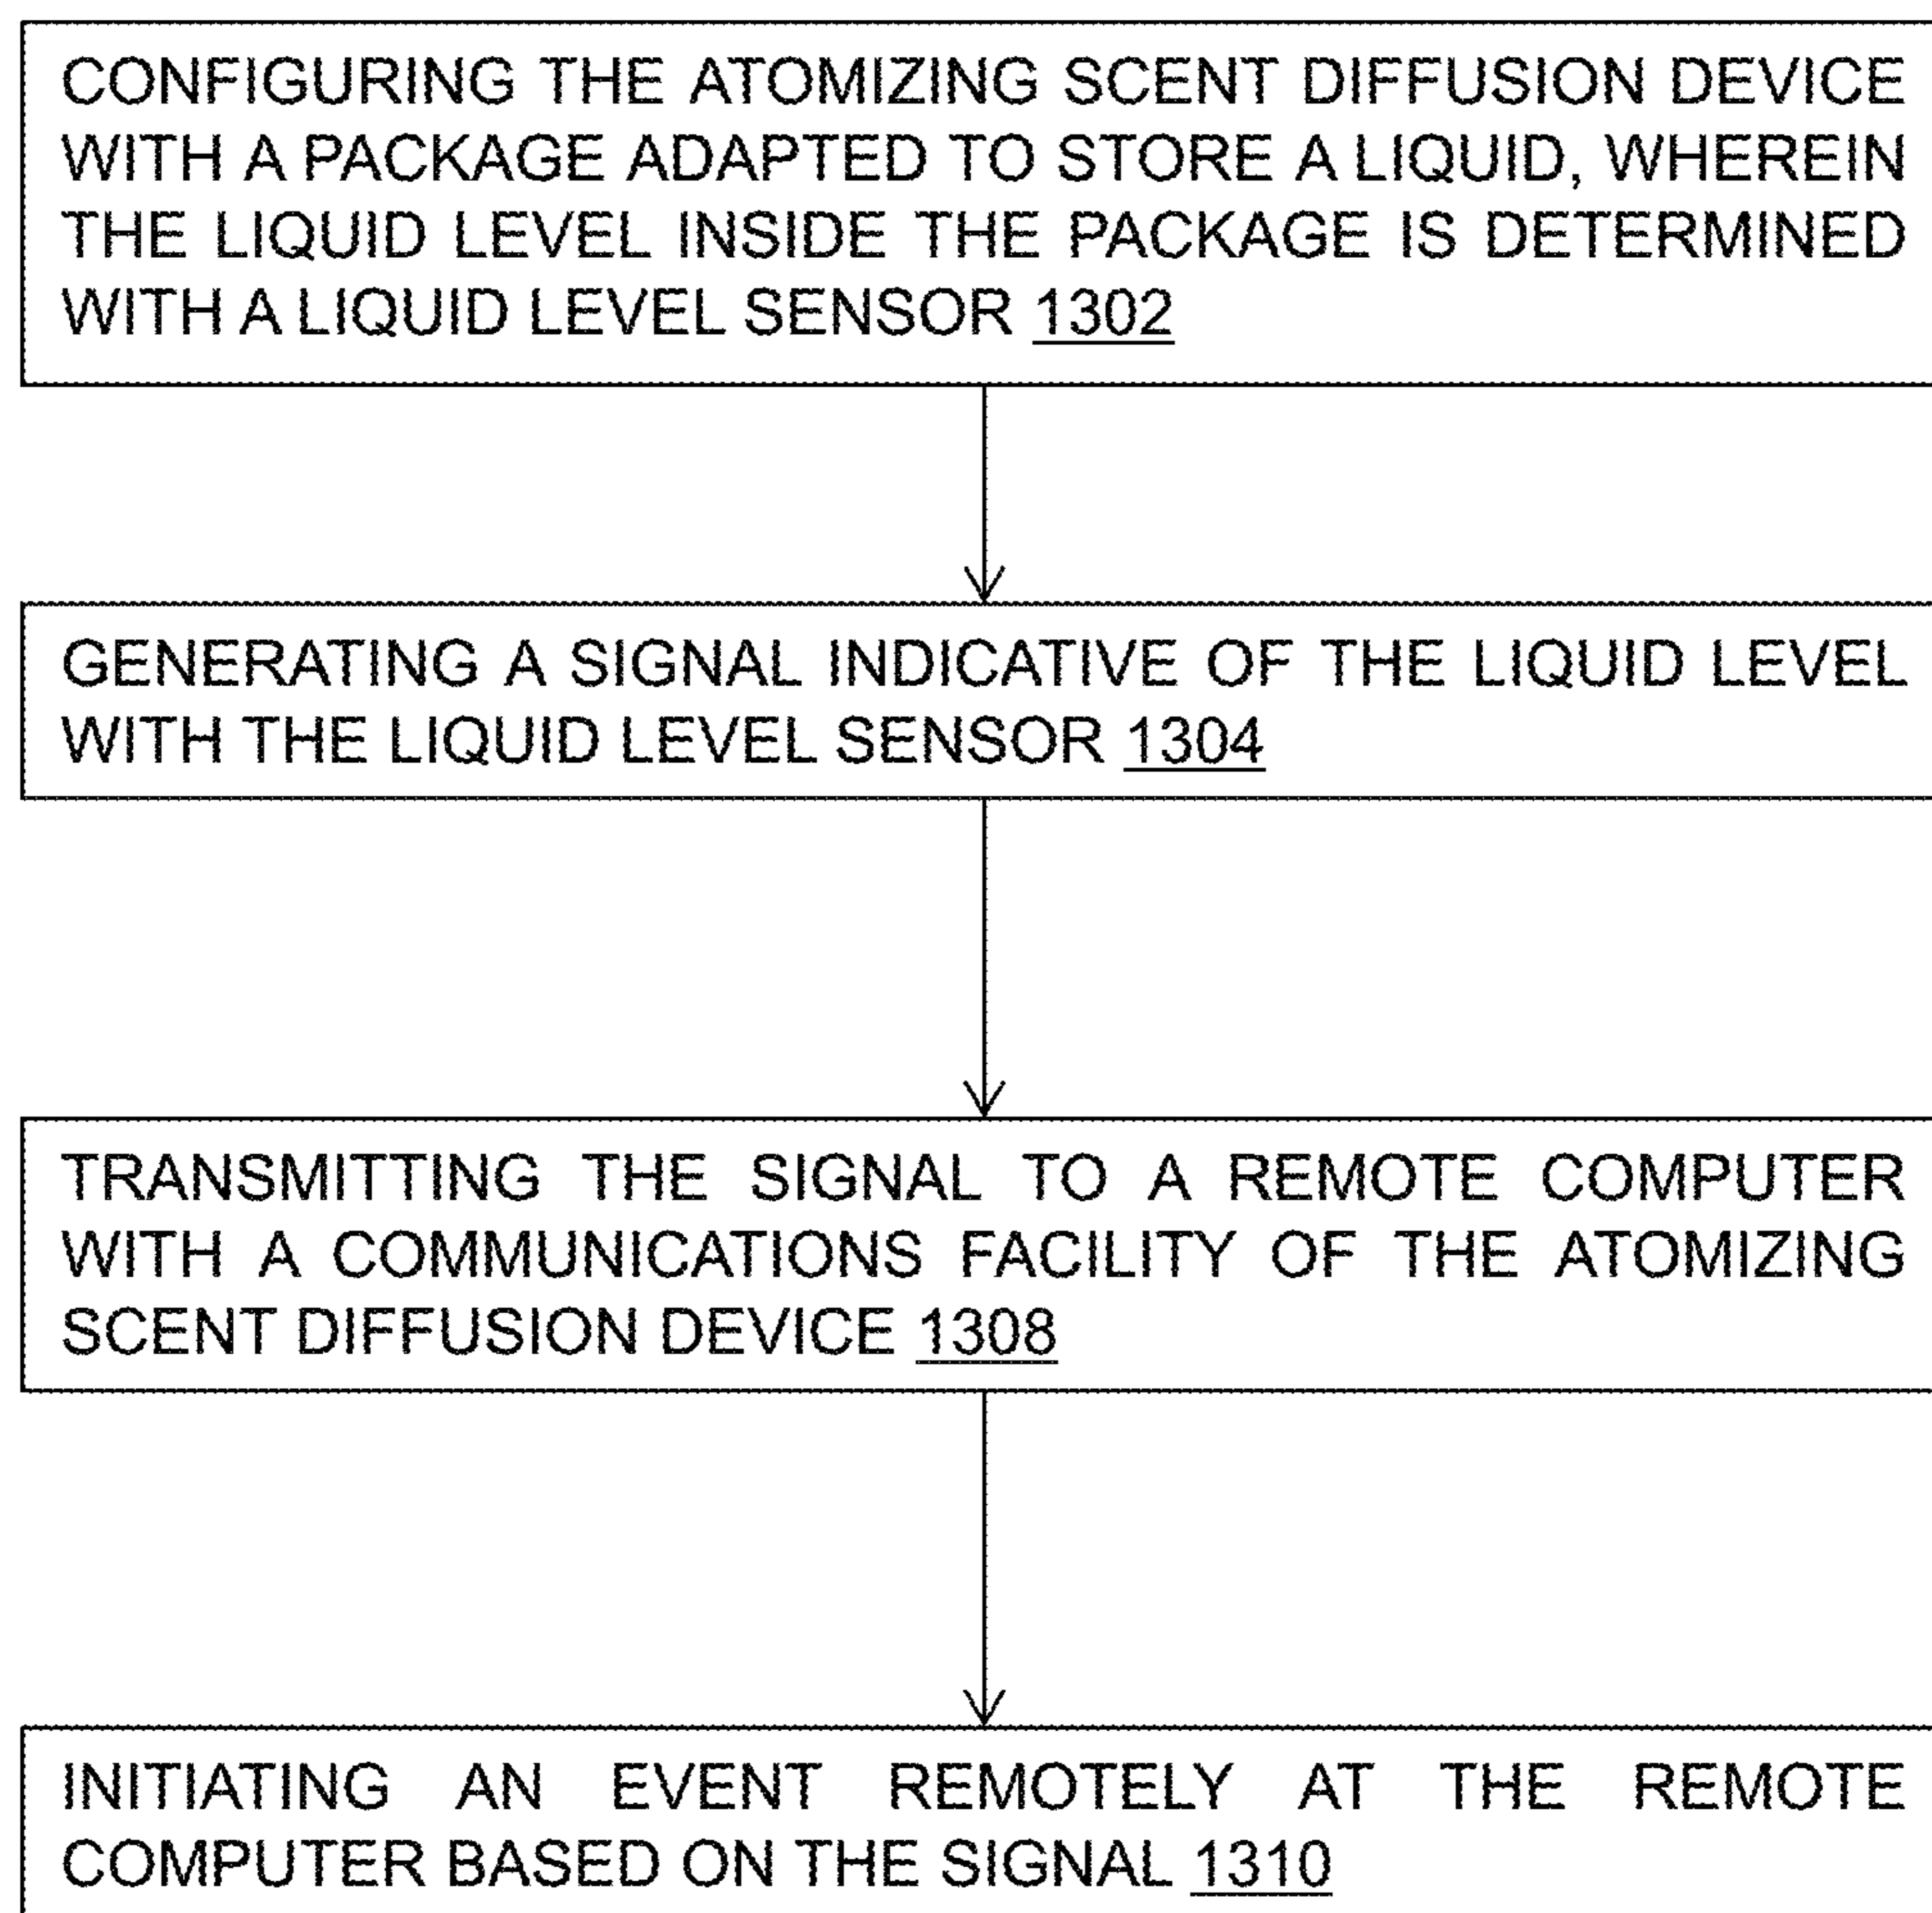 CONFIGURING THE ATOMIZING SCENT DIFFUSION DEVICE
WITH A PACKAGE ADAPTED TO STORE A LIQUID, WHEREIN
THE LIQUID LEVEL INSIDE THE PACKAGE IS DETERMINED
WITH A LIQUID LEVEL SENSOR 1302
GENERATING A SIGNAL INDICATIVE OF THE LIQUID LEVEL
WITH THE LIQUID LEVEL SENSOR 1304
TRANSMITTING THE SIGNAL TO A REMOTE COMPUTER
WITH A COMMUNICATIONS FACILITY OF THE ATOMIZING
SCENT DIFFUSION DEVICE 1308
INITIATING AN EVENT REMOTELY AT THE REMOTE
COMPUTER BASED ON THE SIGNAL 1310